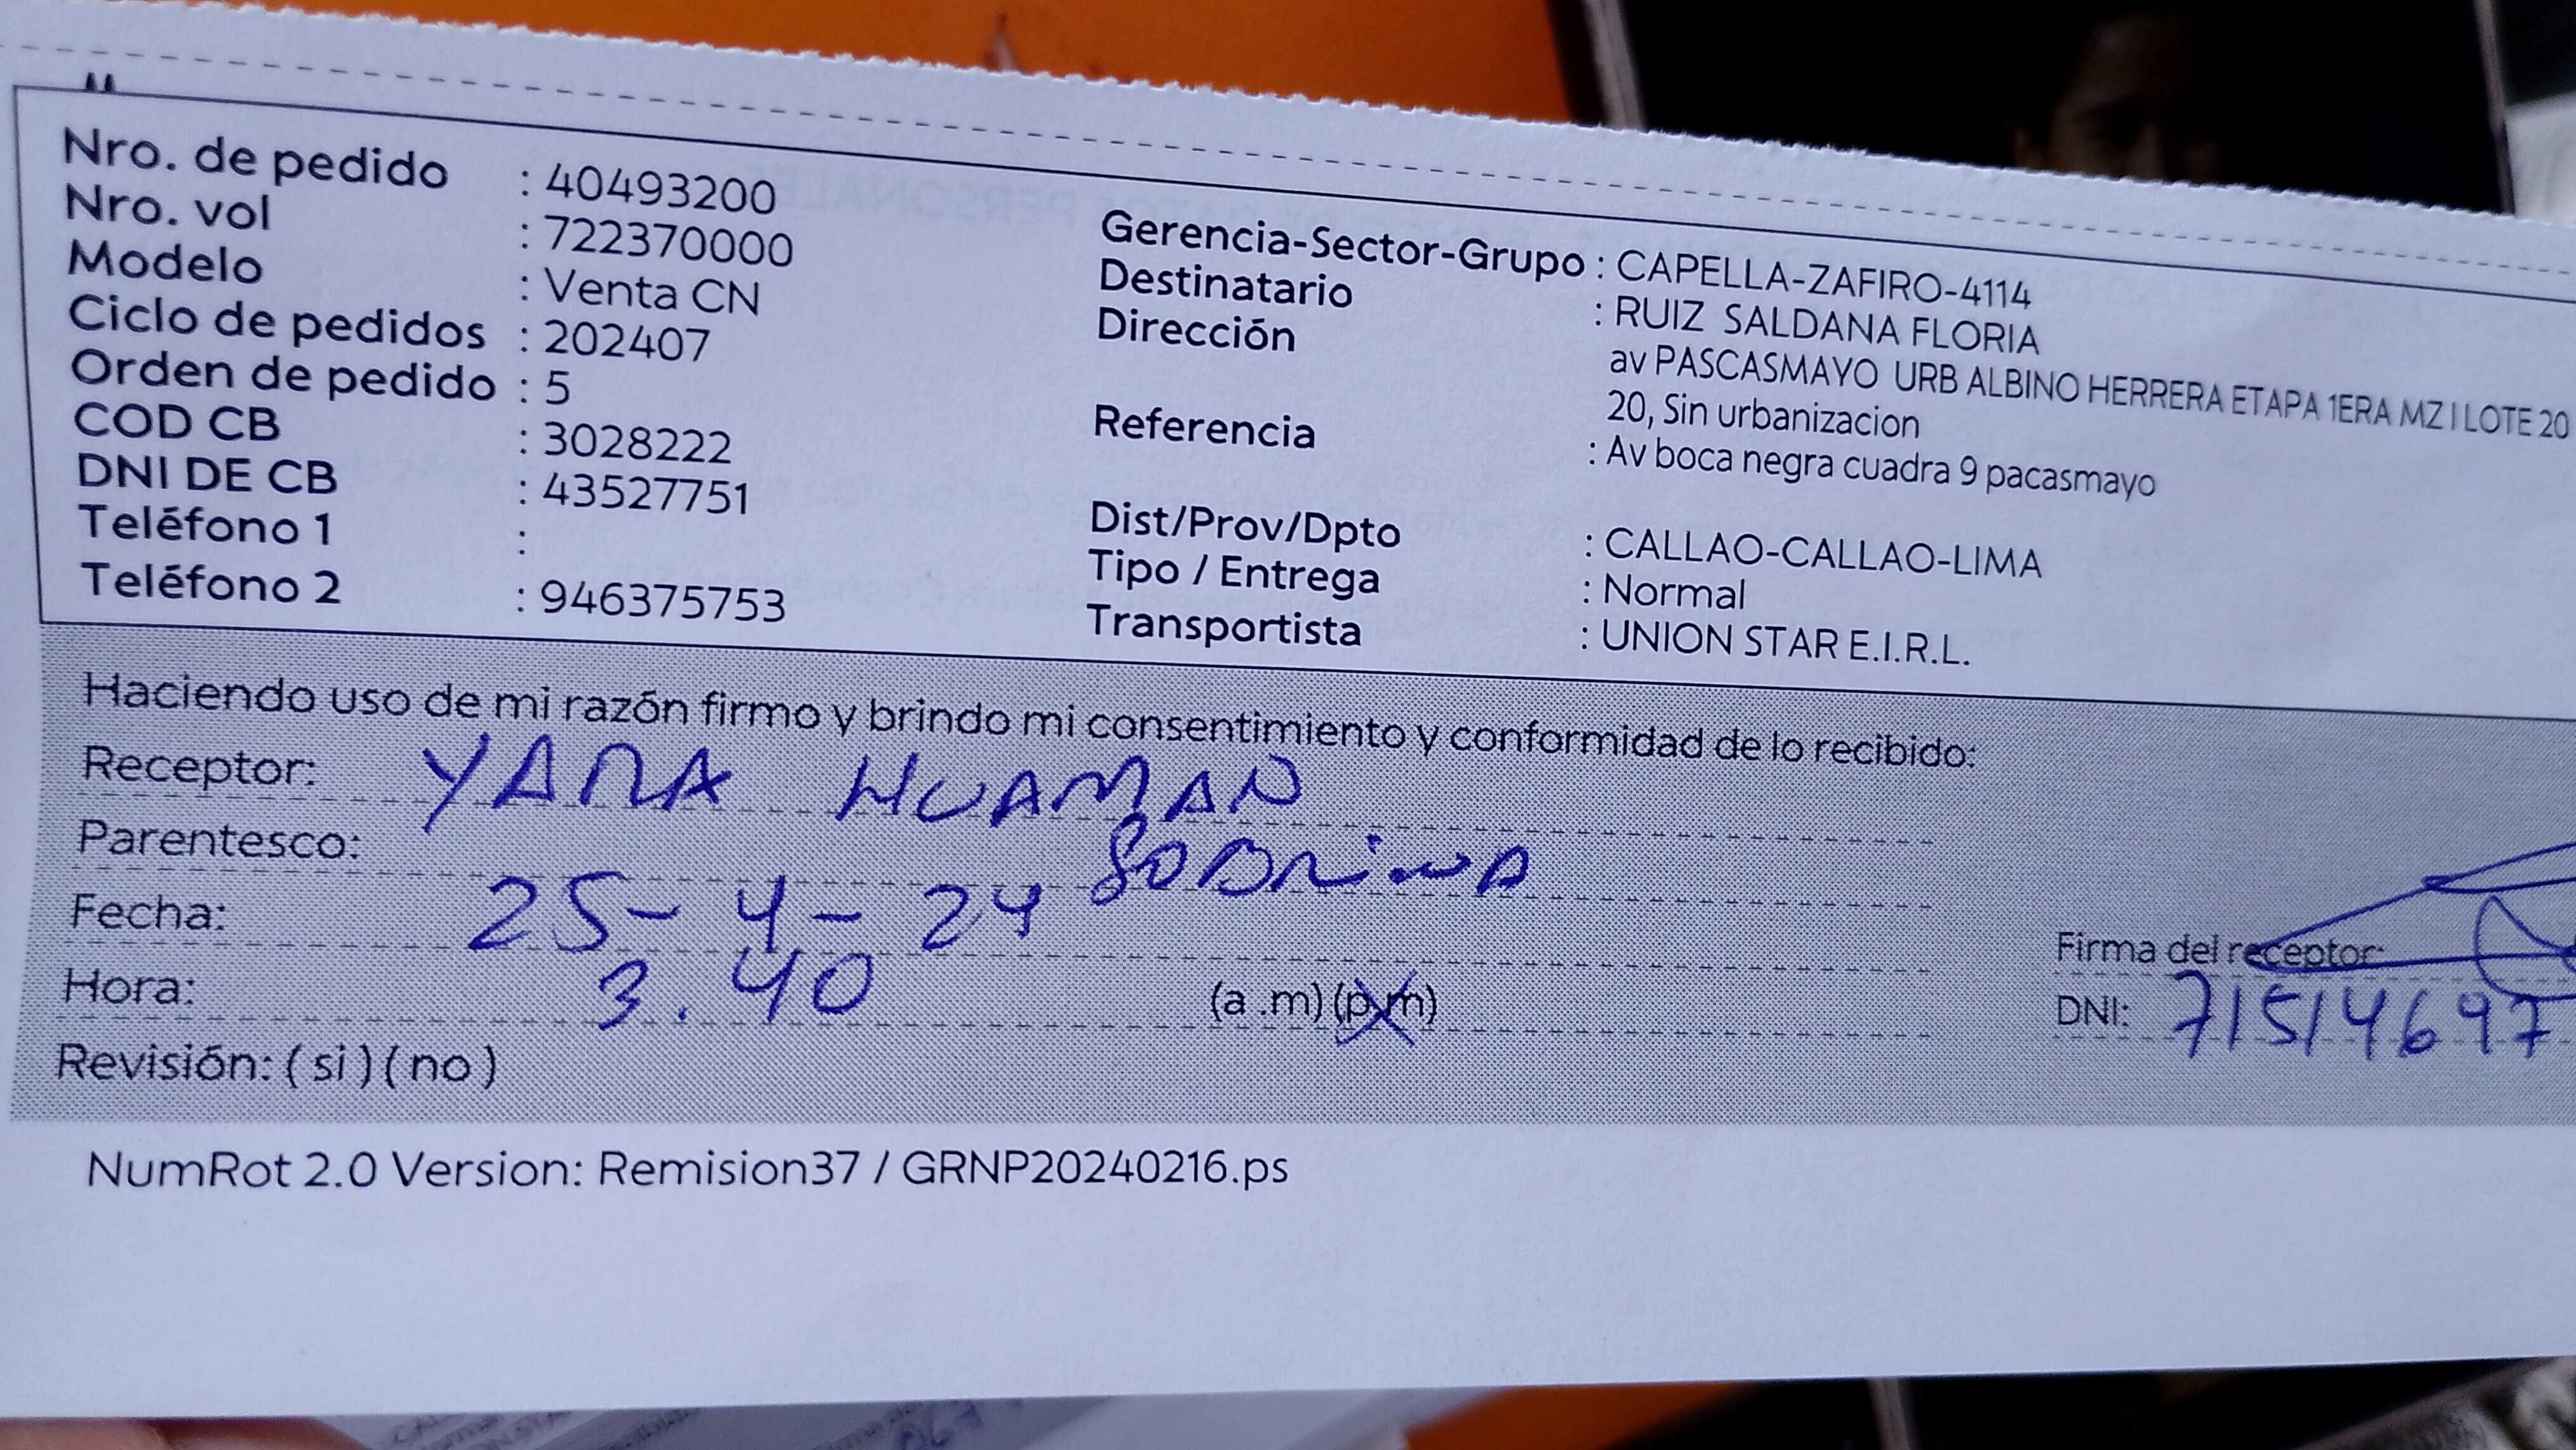 Nro. de pedido : 40493200
Nro. vol : 722370000
Modelo : Venta CN
Ciclo de pedidos : 202407
Orden de pedido : 5
COD CB : 3028222
DNI DE CB : 43527751
Teléfono 1 :
Teléfono 2 : 946375753
Gerencia-Sector-Grupo : CAPELLA-ZAFIRO-4114
Destinatario : RUIZ SALDANA FLORIA
Dirección av PASCASMAYO URB ALBINO HERRERA ETAPA 1ERA MZ I LOTE 20
20, Sin urbanizacion
Referencia : Av boca negra cuadra 9 pacasmayo
Dist/Prov/Dpto : CALLAO-CALLAO-LIMA
Tipo / Entrega : Normal
Transportista : UNION STAR E.I.R.L.
Haciendo uso de mi razón firmo y brindo mi consentimiento y conformidad de lo recibido:
Receptor: YANA HUAMAN
Parentesco: SOBRINA
Fecha: 25-4-24
Hora: 3.40 (a .m) (p.m)
Revisión: ( si ) ( no )
Firma del receptor:
DNI: 71514697
NumRot 2.0 Version: Remision37 / GRNP20240216.ps